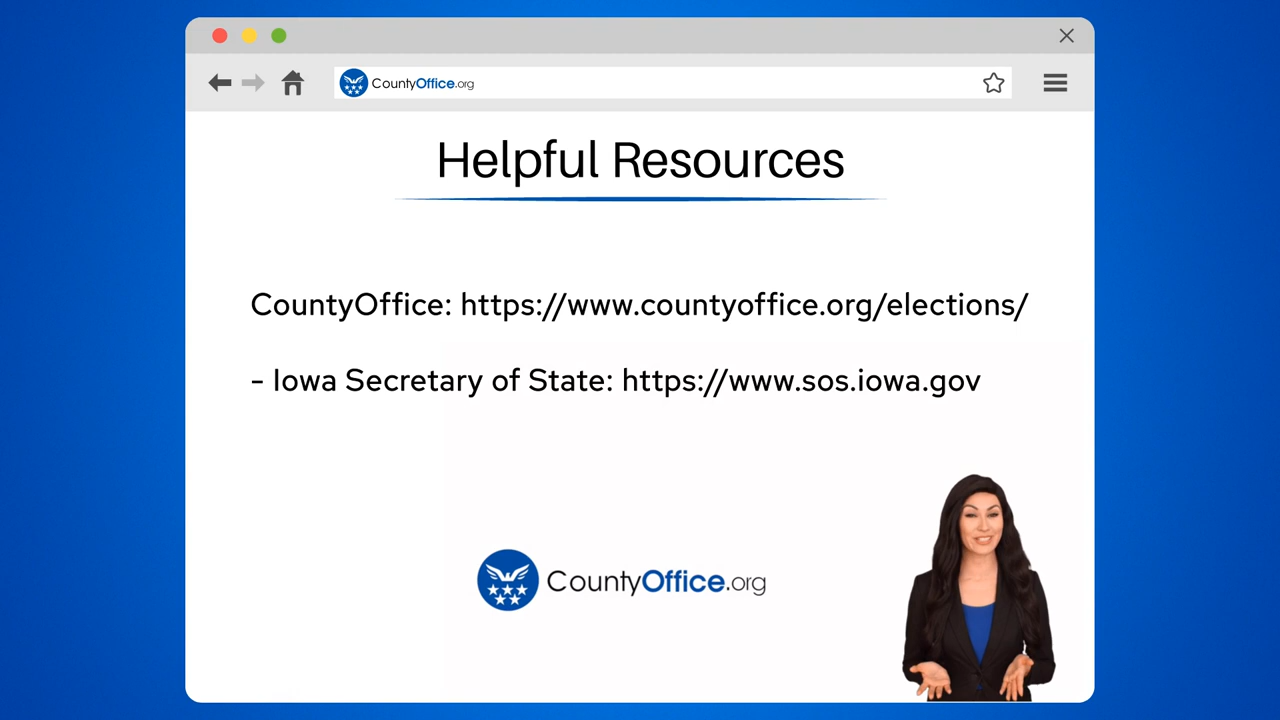 CountyOffice.org
Helpful Resources
CountyOffice: https://www.countyoffice.org/elections/
- Iowa Secretary of State: https://www.sos.iowa.gov
CountyOffice.org